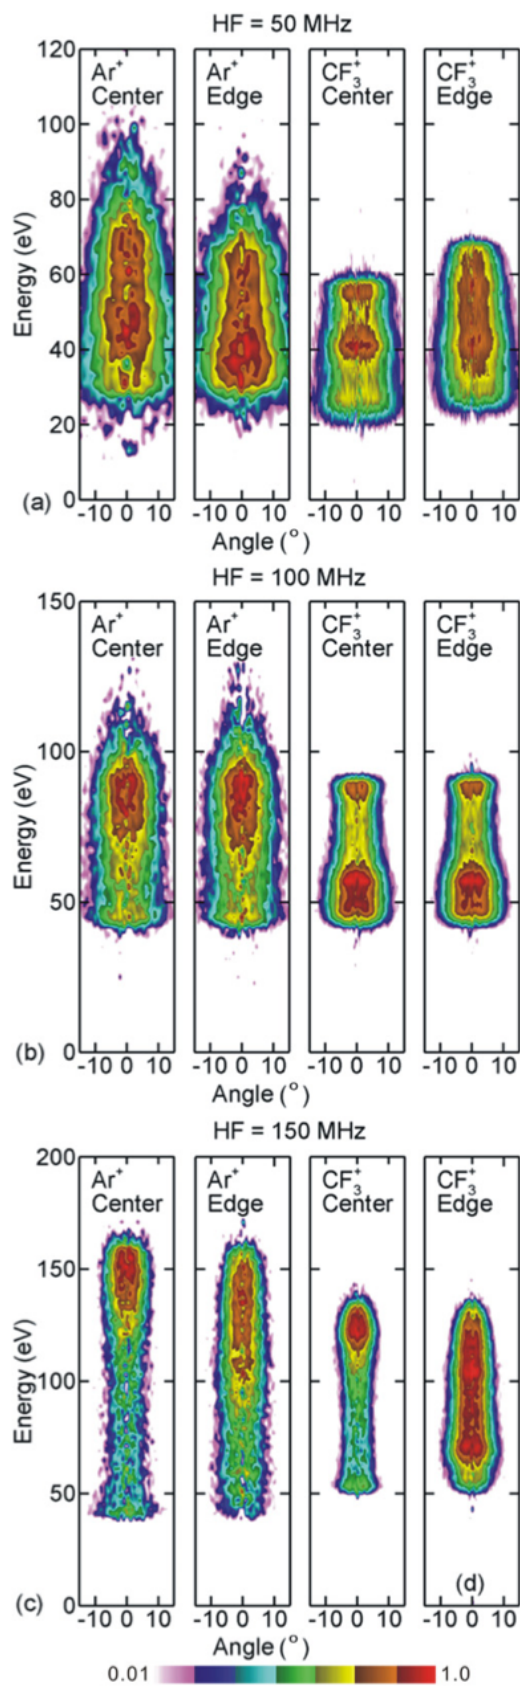 HF = 50 MHz
Ar+ Center
Ar+ Edge
CF3+ Center
CF3+ Edge
120
100
80
60
40
20
0
Energy (eV)
(a)
-10 0 10
-10 0 10
-10 0 10
-10 0 10
Angle (°)
HF = 100 MHz
Ar+ Center
Ar+ Edge
CF3+ Center
CF3+ Edge
150
100
50
0
Energy (eV)
(b)
-10 0 10
-10 0 10
-10 0 10
-10 0 10
Angle (°)
HF = 150 MHz
Ar+ Center
Ar+ Edge
CF3+ Center
CF3+ Edge
200
150
100
50
0
Energy (eV)
(c)
(d)
-10 0 10
-10 0 10
-10 0 10
-10 0 10
Angle (°)
0.01
1.0